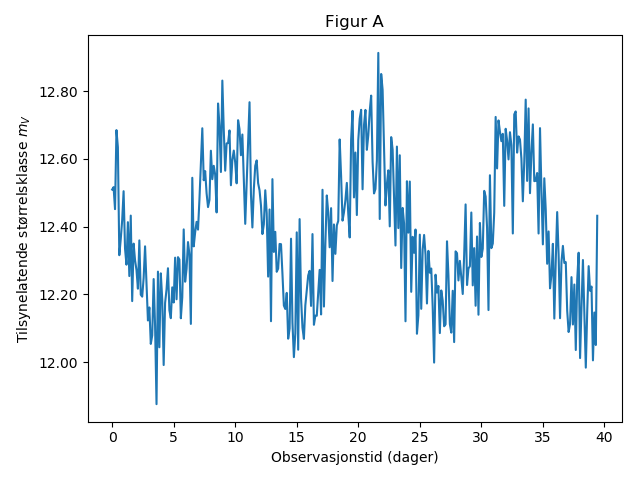 Figur A
Tilsynelatende størrelsklasse $m_V$
12.80
12.60
12.40
12.20
12.00
0 5 10 15 20 25 30 35 40
Observasjonstid (dager)